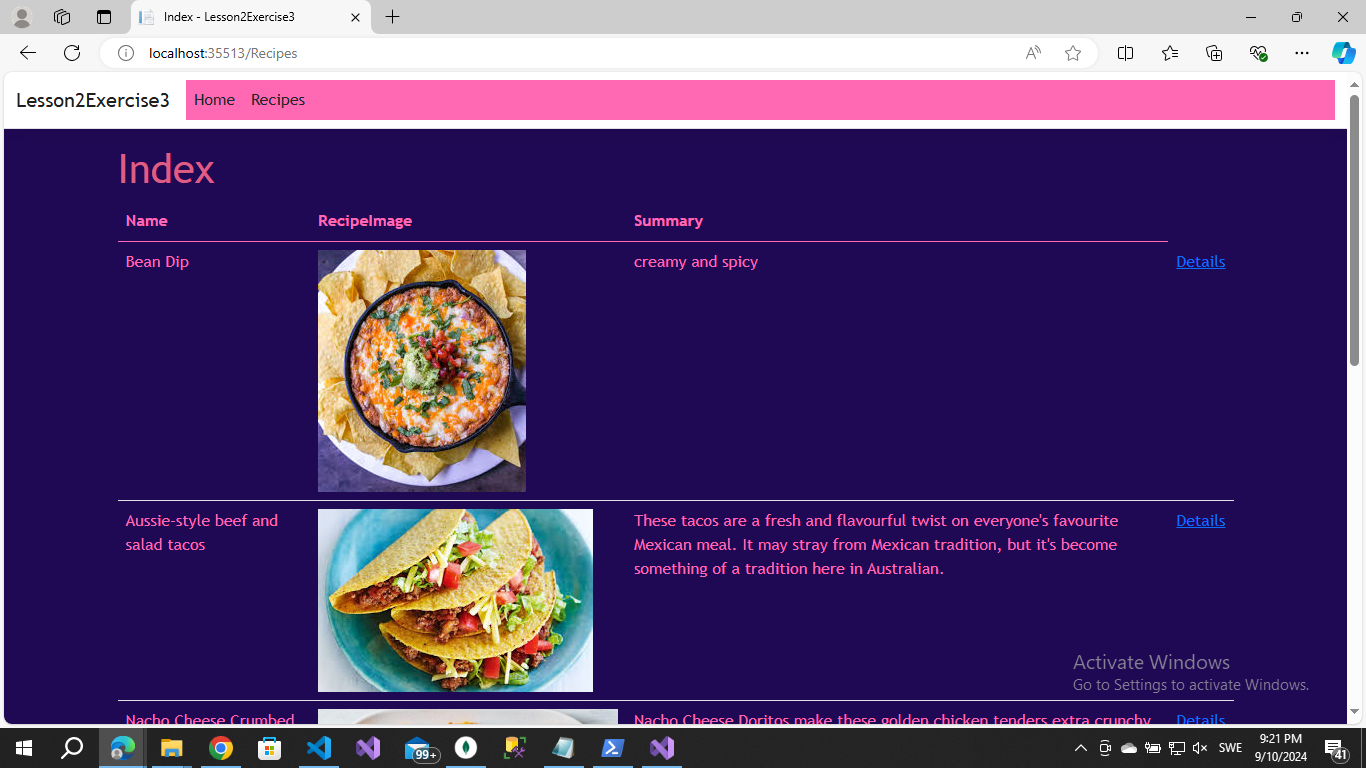 Index - Lesson2Exercise3
localhost:35513/Recipes
Lesson2Exercise3
Home
Recipes
Index
Name
RecipeImage
Summary
Bean Dip
creamy and spicy
Details
Aussie-style beef and
salad tacos
These tacos are a fresh and flavourful twist on everyone's favourite
Mexican meal. It may stray from Mexican tradition, but it's become
something of a tradition here in Australian.
Details
Nacho Cheese Crumbed
Nacho Cheese Doritos make these golden chicken tenders extra crunchy
Details
Activate Windows
Go to Settings to activate Windows.
99+
SWE
9:21 PM
9/10/2024
41